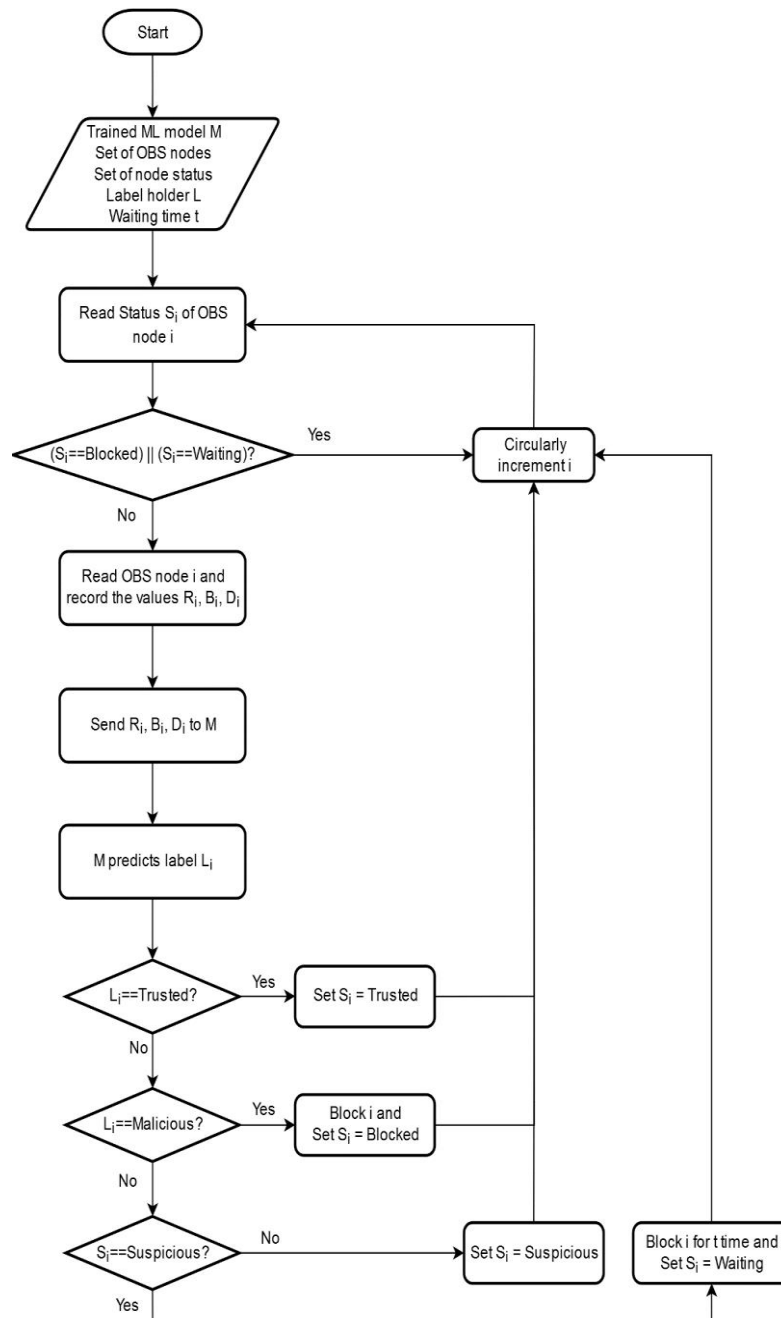 Start
Trained ML model M
Set of OBS nodes
Set of node status
Label holder L
Waiting time t
Read Status Si of OBS
node i
(Si==Blocked) || (Si==Waiting)?
Yes
Circularly
increment i
No
Read OBS node i and
record the values Ri, Bi, Di
Send Ri, Bi, Di to M
M predicts label Li
Li==Trusted?
Yes
Set Si = Trusted
No
Li==Malicious?
Yes
Block i and
Set Si = Blocked
No
Si==Suspicious?
No
Set Si = Suspicious
Block i for t time and
Set Si = Waiting
Yes